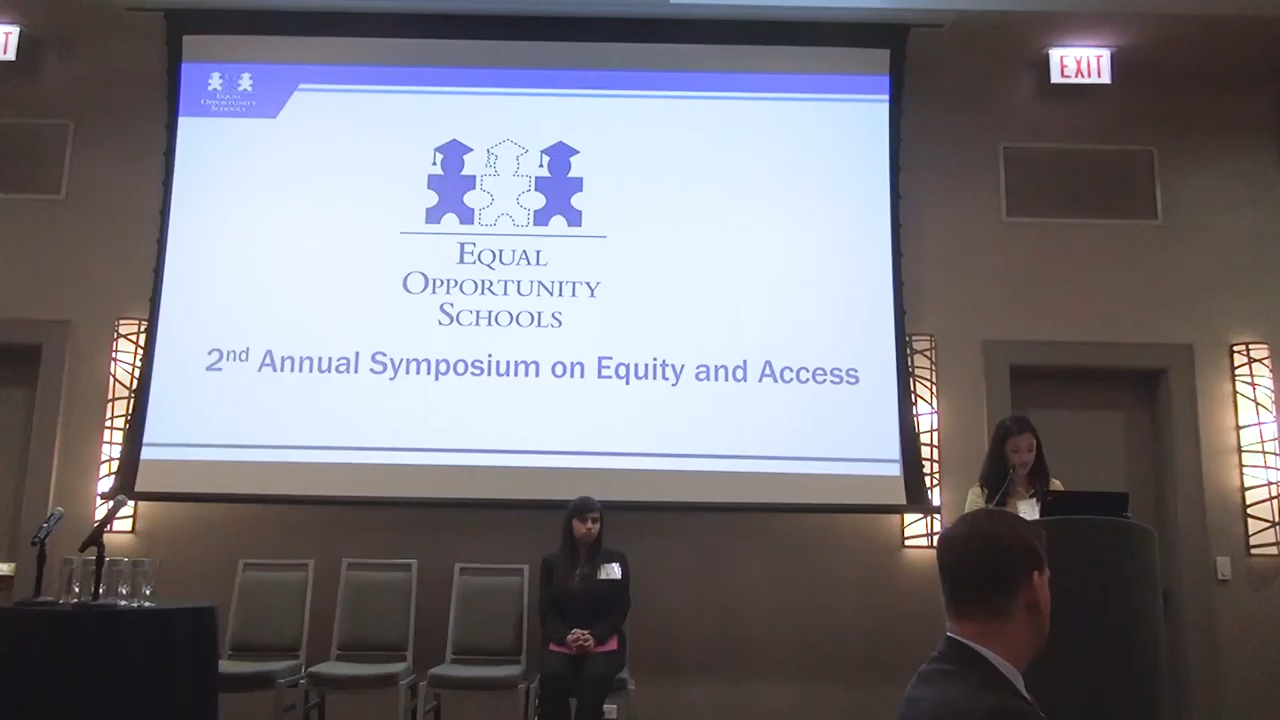 T
EXIT
EQUAL
OPPORTUNITY
SCHOOLS
EQUAL
OPPORTUNITY
SCHOOLS
2nd Annual Symposium on Equity and Access